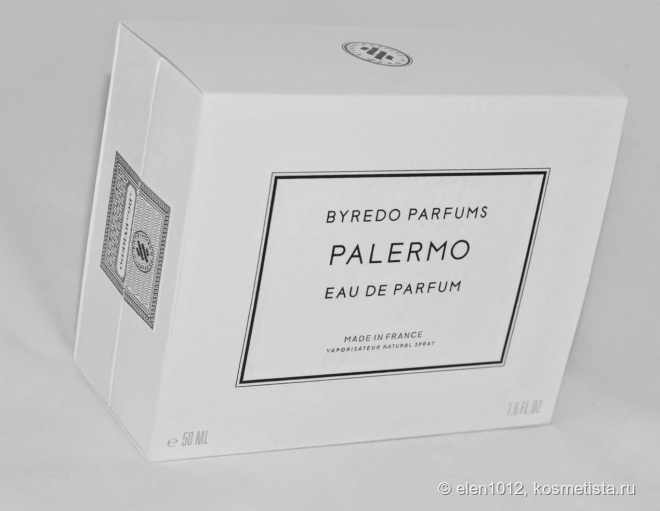 BYREDO PARFUMS
PALERMO
EAU DE PARFUM
MADE IN FRANCE
VAPORISATEUR NATURAL SPRAY
℮ 50 ML
1.6 FL.OZ
© elen1012, kosmetista.ru